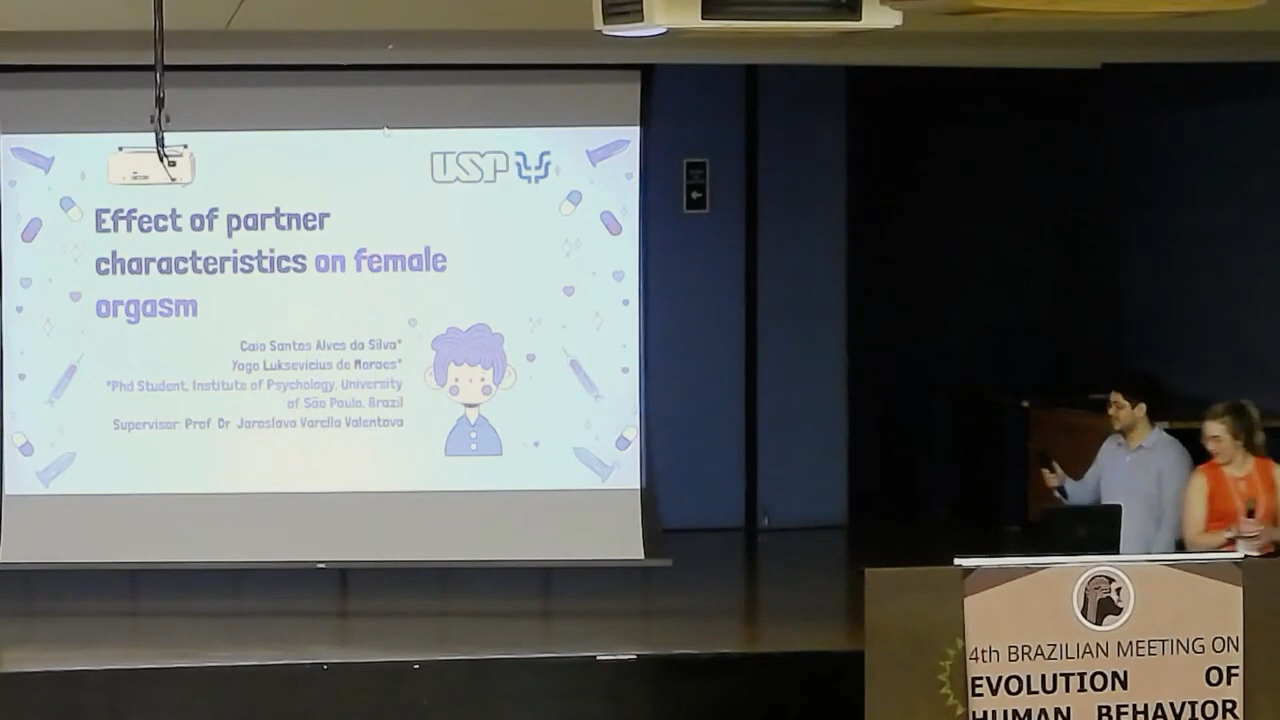 USP
Effect of partner
characteristics on female
orgasm
Caio Santos Alves da Silva*
Yago Luksevicius de Moraes*
*Phd Student, Institute of Psychology, University
of São Paulo, Brazil
Supervisor: Prof Dr Jaroslava Varella Valentova
4th BRAZILIAN MEETING ON
EVOLUTION OF
HUMAN BEHAVIOR